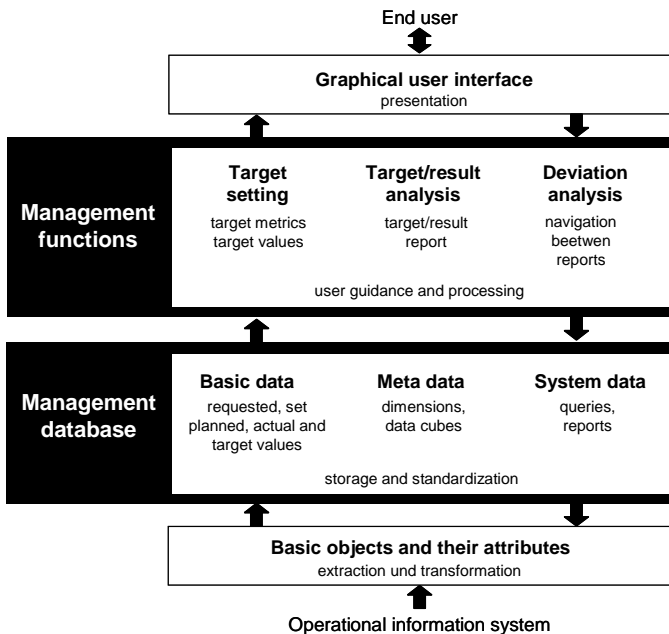 End user
Graphical user interface
presentation
Management
functions
Target
setting
target metrics
target values
Target/result
analysis
target/result
report
Deviation
analysis
navigation
beetwen
reports
user guidance and processing
Management
database
Basic data
requested, set
planned, actual and
target values
Meta data
dimensions,
data cubes
System data
queries,
reports
storage and standardization
Basic objects and their attributes
extraction und transformation
Operational information system